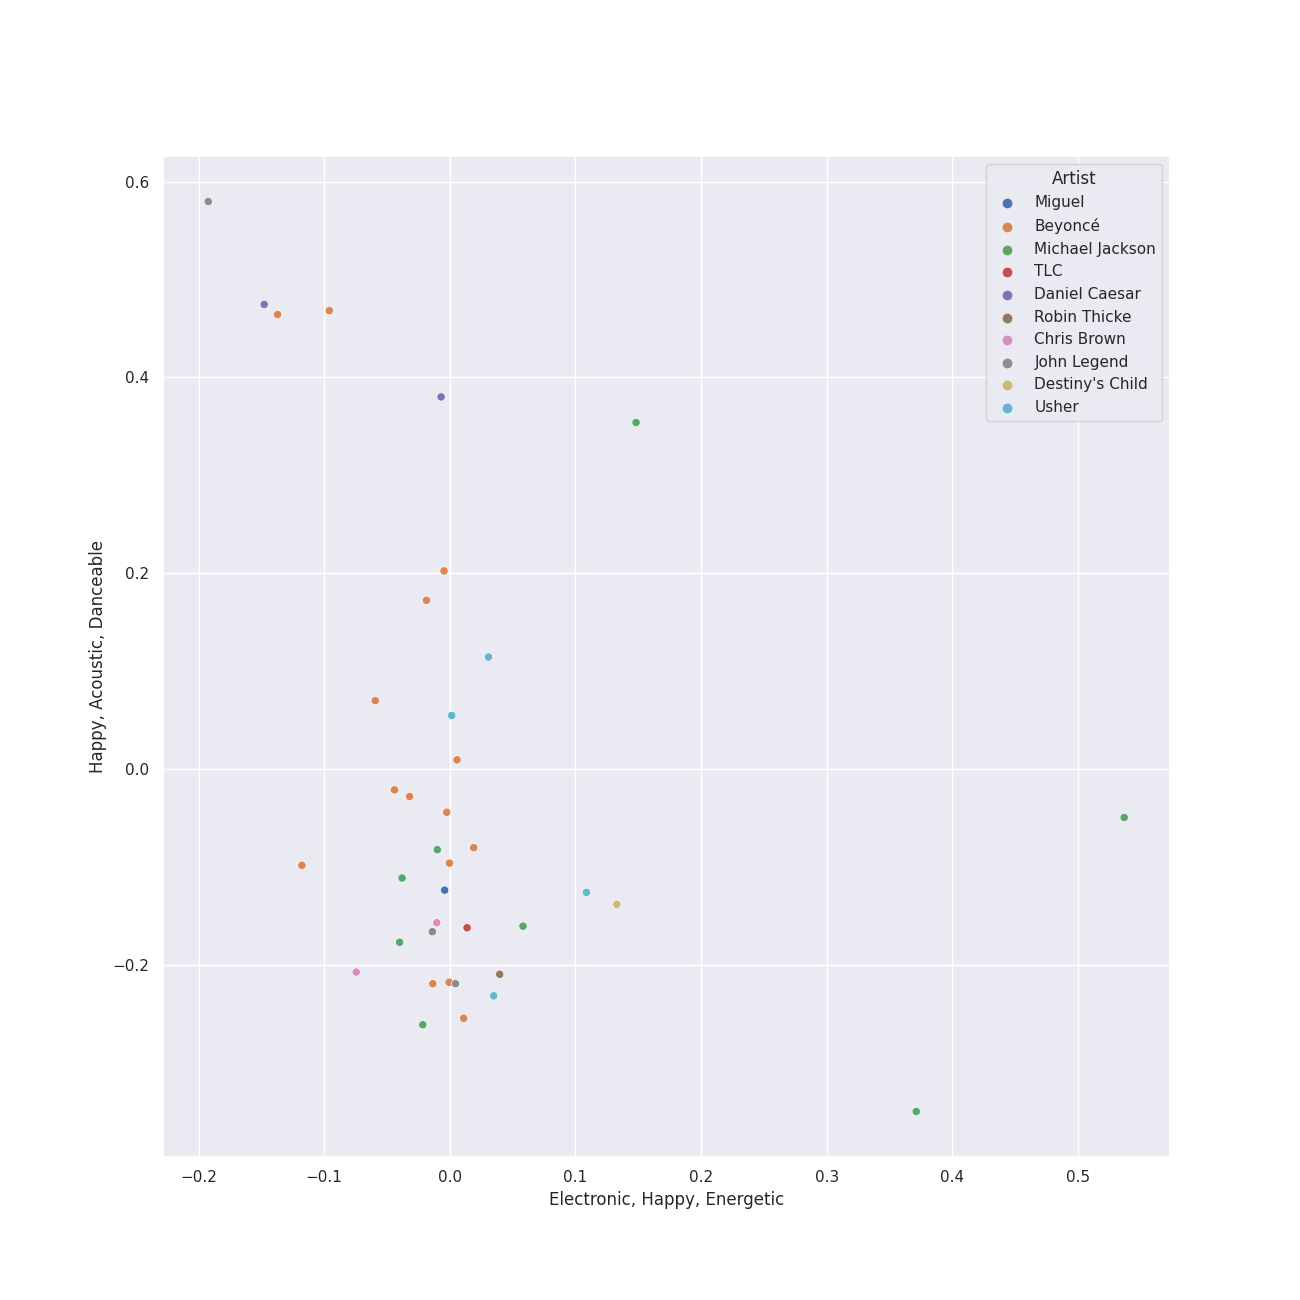 Artist
Miguel
Beyoncé
Michael Jackson
TLC
Daniel Caesar
Robin Thicke
Chris Brown
John Legend
Destiny's Child
Usher
0.6
0.4
0.2
0.0
−0.2
Happy, Acoustic, Danceable
−0.2 −0.1 0.0 0.1 0.2 0.3 0.4 0.5
Electronic, Happy, Energetic